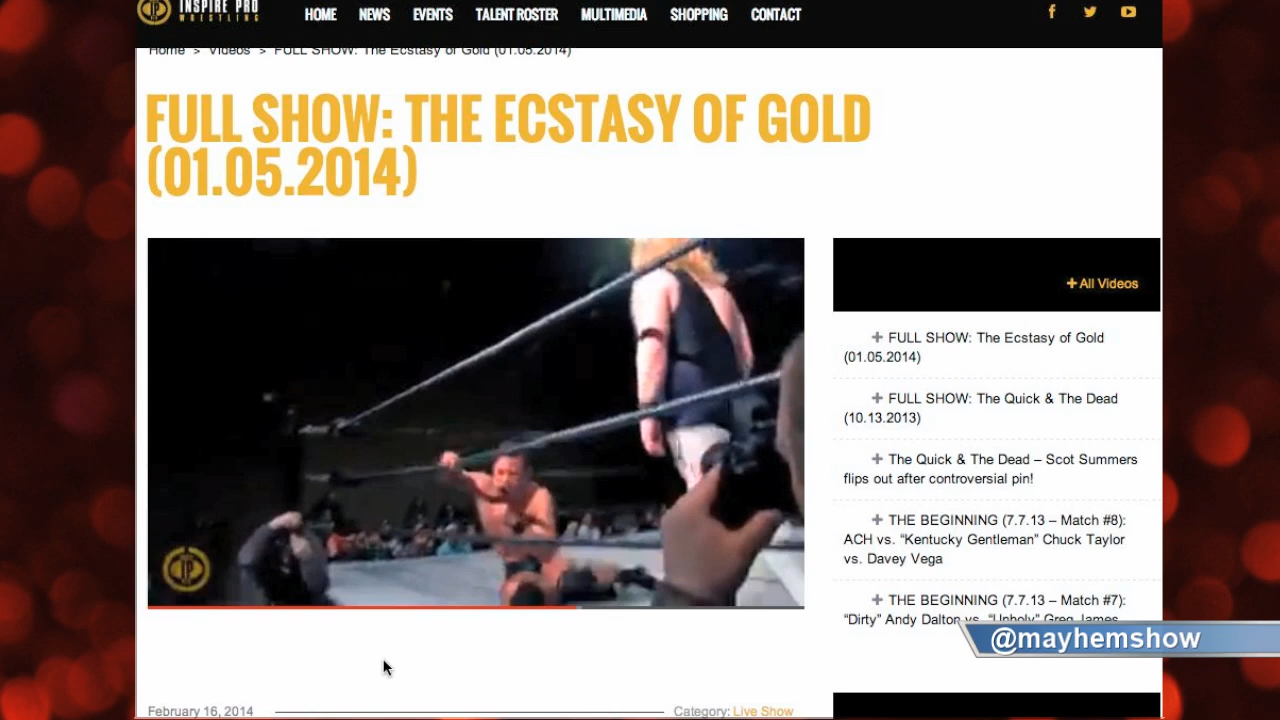 INSPIRE PRO
WRESTLING
HOME NEWS EVENTS TALENT ROSTER MULTIMEDIA SHOPPING CONTACT
Home > Videos > FULL SHOW: The Ecstasy of Gold (01.05.2014)
FULL SHOW: THE ECSTASY OF GOLD
(01.05.2014)
+ All Videos
+ FULL SHOW: The Ecstasy of Gold
(01.05.2014)
+ FULL SHOW: The Quick & The Dead
(10.13.2013)
+ The Quick & The Dead – Scot Summers
flips out after controversial pin!
+ THE BEGINNING (7.7.13 – Match #8):
ACH vs. “Kentucky Gentleman” Chuck Taylor
vs. Davey Vega
+ THE BEGINNING (7.7.13 – Match #7):
“Dirty” Andy Dalton vs. “Unholy” Greg James
@mayhemshow
February 16, 2014
Category: Live Show